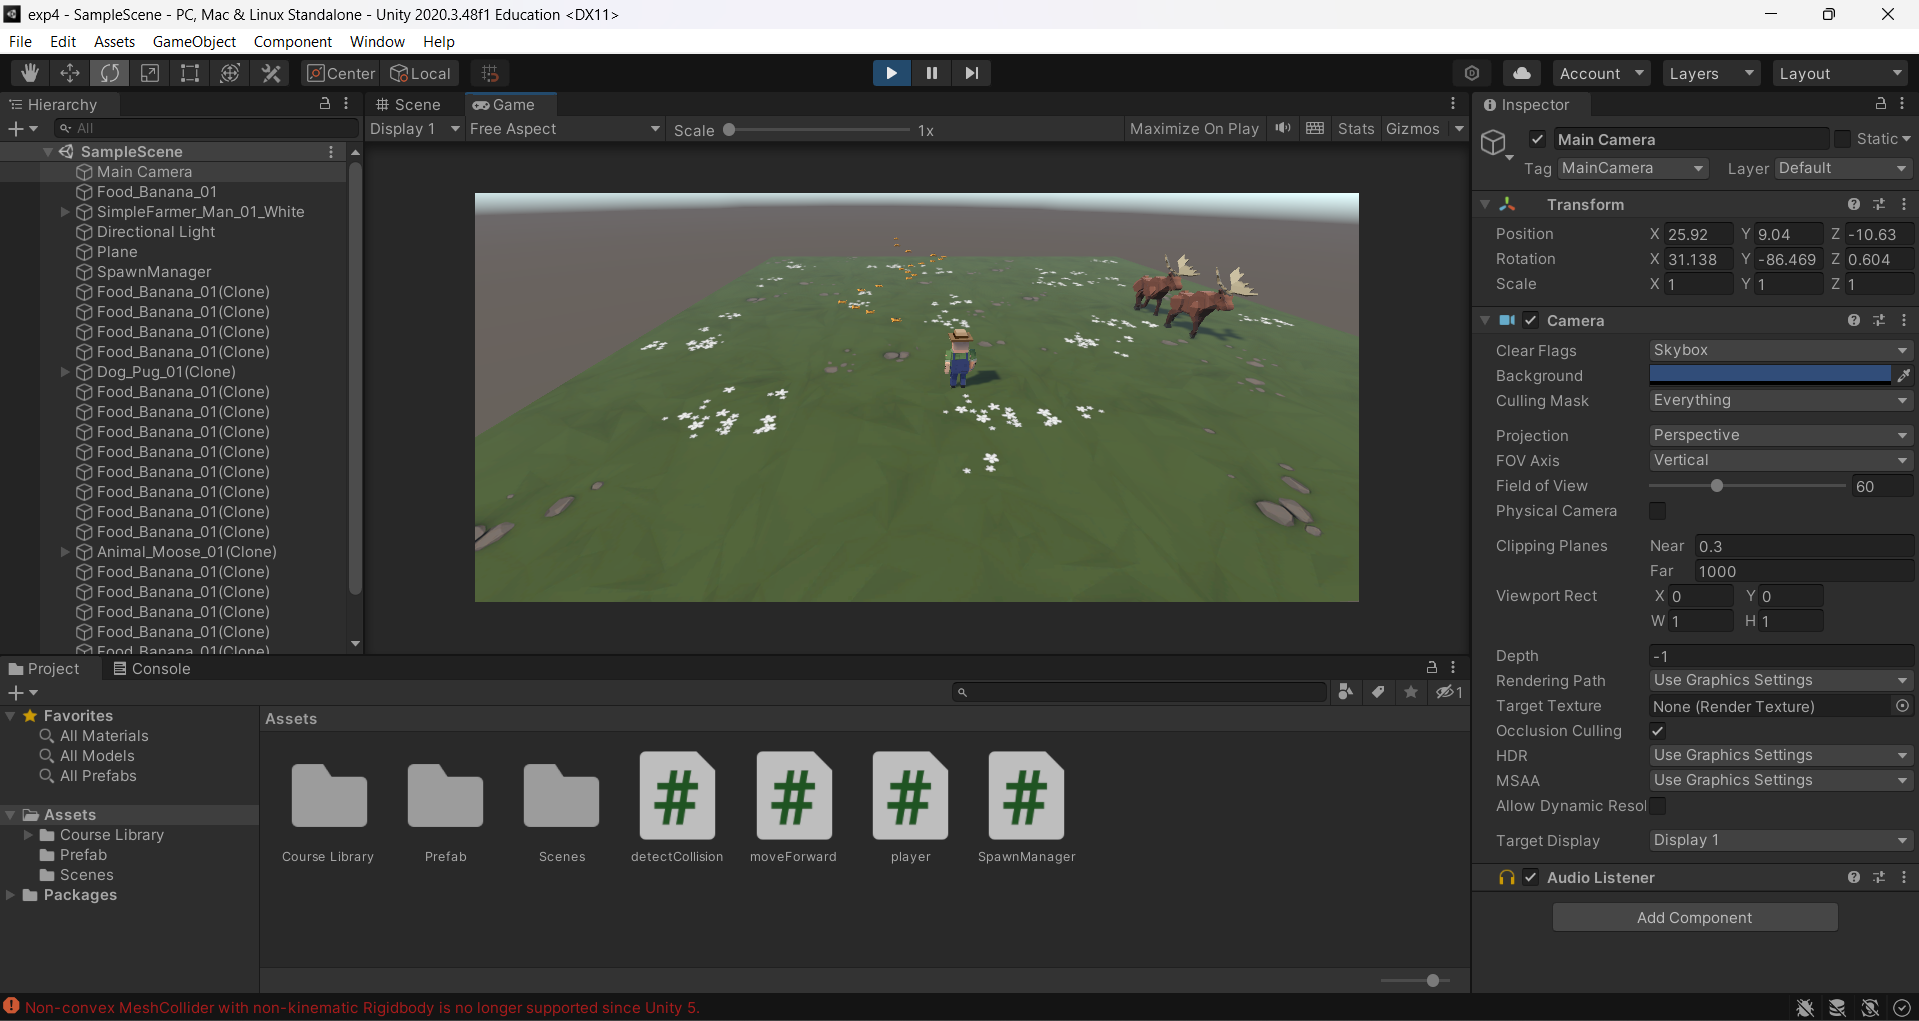 exp4 - SampleScene - PC, Mac & Linux Standalone - Unity 2020.3.48f1 Education <DX11>
File Edit Assets GameObject Component Window Help
Center Local Account Layers Layout
Hierarchy
All
SampleScene
Main Camera
Food_Banana_01
SimpleFarmer_Man_01_White
Directional Light
Plane
SpawnManager
Food_Banana_01(Clone)
Food_Banana_01(Clone)
Food_Banana_01(Clone)
Food_Banana_01(Clone)
Dog_Pug_01(Clone)
Food_Banana_01(Clone)
Food_Banana_01(Clone)
Food_Banana_01(Clone)
Food_Banana_01(Clone)
Food_Banana_01(Clone)
Food_Banana_01(Clone)
Food_Banana_01(Clone)
Food_Banana_01(Clone)
Animal_Moose_01(Clone)
Food_Banana_01(Clone)
Food_Banana_01(Clone)
Food_Banana_01(Clone)
Food_Banana_01(Clone)
Food_Banana_01(Clone)
Scene Game
Display 1 Free Aspect Scale 1x Maximize On Play Stats Gizmos
Inspector
Main Camera Static
Tag MainCamera Layer Default
Transform
Position X 25.92 Y 9.04 Z -10.63
Rotation X 31.138 Y -86.469 Z 0.604
Scale X 1 Y 1 Z 1
Camera
Clear Flags Skybox
Background
Culling Mask Everything
Projection Perspective
FOV Axis Vertical
Field of View 60
Physical Camera
Clipping Planes Near 0.3
Far 1000
Viewport Rect X 0 Y 0
W 1 H 1
Depth -1
Rendering Path Use Graphics Settings
Target Texture None (Render Texture)
Occlusion Culling
HDR Use Graphics Settings
MSAA Use Graphics Settings
Allow Dynamic Resol
Target Display Display 1
Audio Listener
Add Component
Project Console
1
Favorites
All Materials
All Models
All Prefabs
Assets
Course Library
Prefab
Scenes
Packages
Assets
Course Library Prefab Scenes detectCollision moveForward player SpawnManager
Non-convex MeshCollider with non-kinematic Rigidbody is no longer supported since Unity 5.